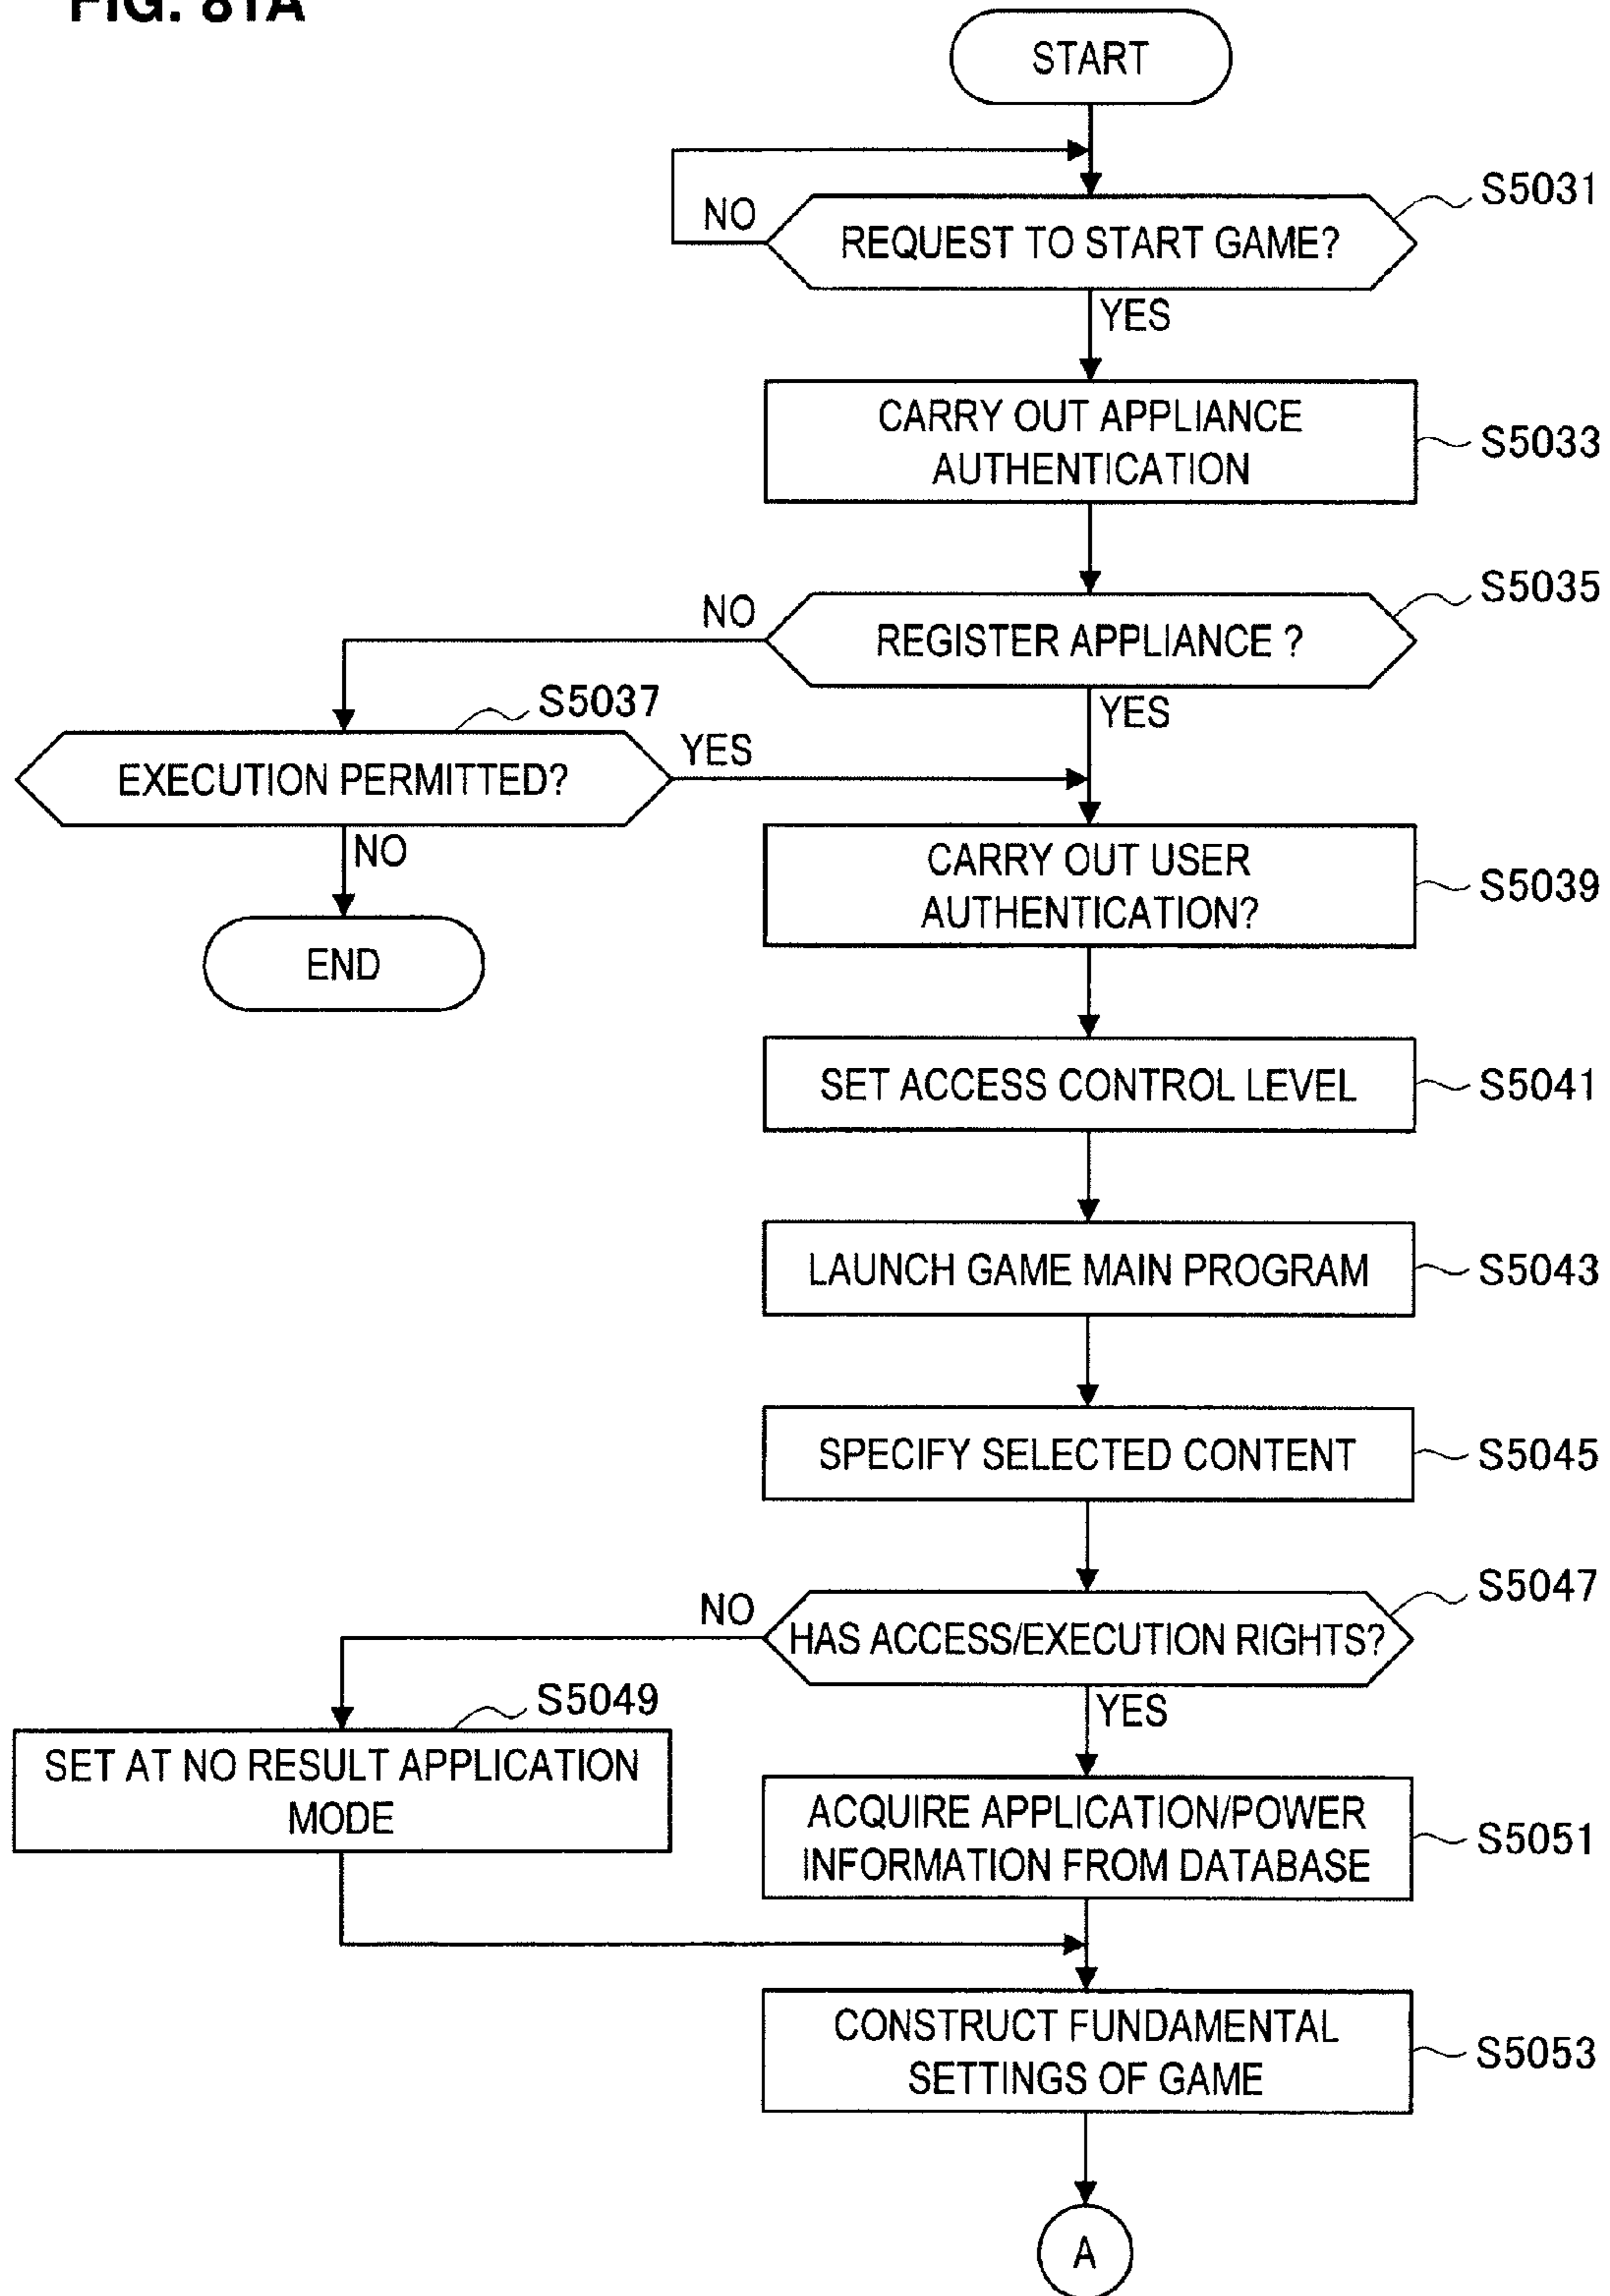 FIG. 81A
START
NO
REQUEST TO START GAME?
S5031
YES
CARRY OUT APPLIANCE
AUTHENTICATION
S5033
NO
REGISTER APPLIANCE ?
S5035
YES
S5037
EXECUTION PERMITTED?
YES
NO
END
CARRY OUT USER
AUTHENTICATION?
S5039
SET ACCESS CONTROL LEVEL
S5041
LAUNCH GAME MAIN PROGRAM
S5043
SPECIFY SELECTED CONTENT
S5045
NO
HAS ACCESS/EXECUTION RIGHTS?
S5047
YES
S5049
SET AT NO RESULT APPLICATION
MODE
ACQUIRE APPLICATION/POWER
INFORMATION FROM DATABASE
S5051
CONSTRUCT FUNDAMENTAL
SETTINGS OF GAME
S5053
A